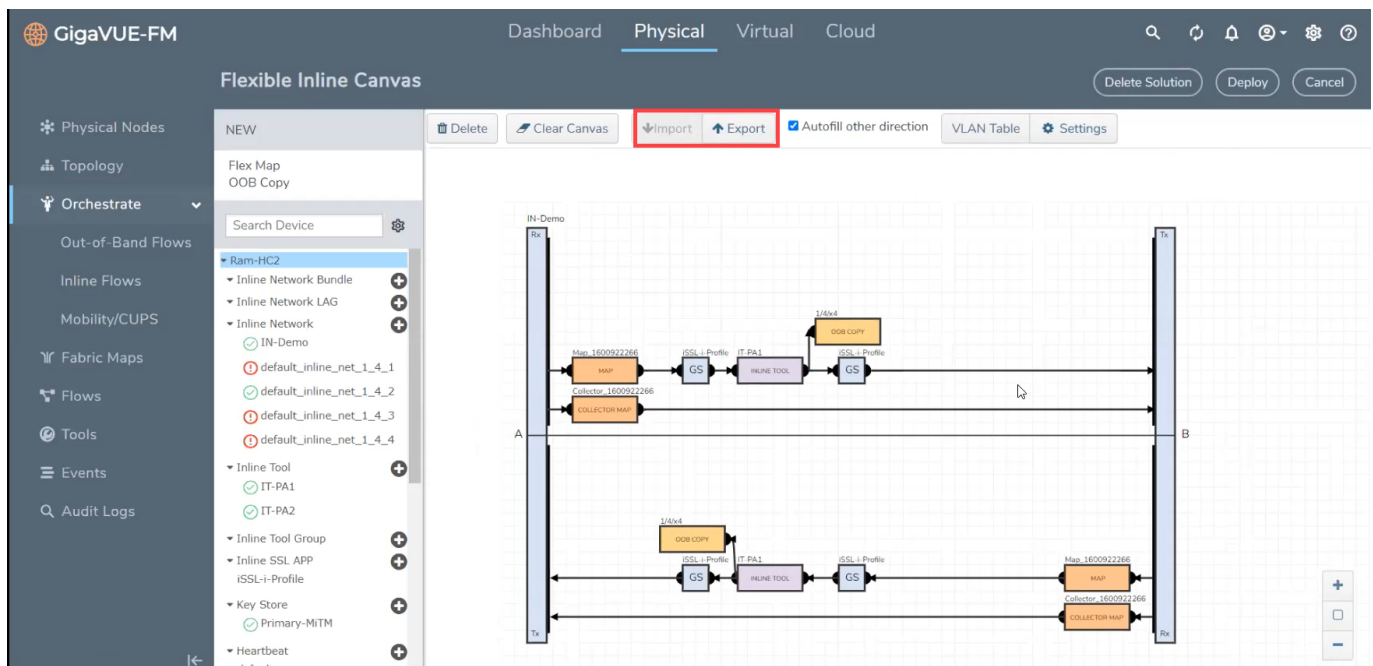 GigaVUE-FM
Dashboard Physical Virtual Cloud
Flexible Inline Canvas
Delete Solution Deploy Cancel
Physical Nodes
Topology
Orchestrate
Out-of-Band Flows
Inline Flows
Mobility/CUPS
Fabric Maps
Flows
Tools
Events
Audit Logs
NEW
Flex Map
OOB Copy
Search Device
Ram-HC2
Inline Network Bundle
Inline Network LAG
Inline Network
IN-Demo
default_inline_net_1_4_1
default_inline_net_1_4_2
default_inline_net_1_4_3
default_inline_net_1_4_4
Inline Tool
IT-PA1
IT-PA2
Inline Tool Group
Inline SSL APP
iSSL-i-Profile
Key Store
Primary-MiTM
Heartbeat
Delete Clear Canvas Import Export Autofill other direction VLAN Table Settings
IN-Demo
Rx Tx
1/4/x4
OOB COPY
Map_1600922266 iSSL-i-Profile IT-PA1 iSSL-i-Profile
MAP GS INLINE TOOL GS
Collector_1600922266
COLLECTOR MAP
A B
1/4/x4
OOB COPY
iSSL-i-Profile IT-PA1 iSSL-i-Profile Map_1600922266
GS INLINE TOOL GS MAP
Collector_1600922266
COLLECTOR MAP
Tx Rx